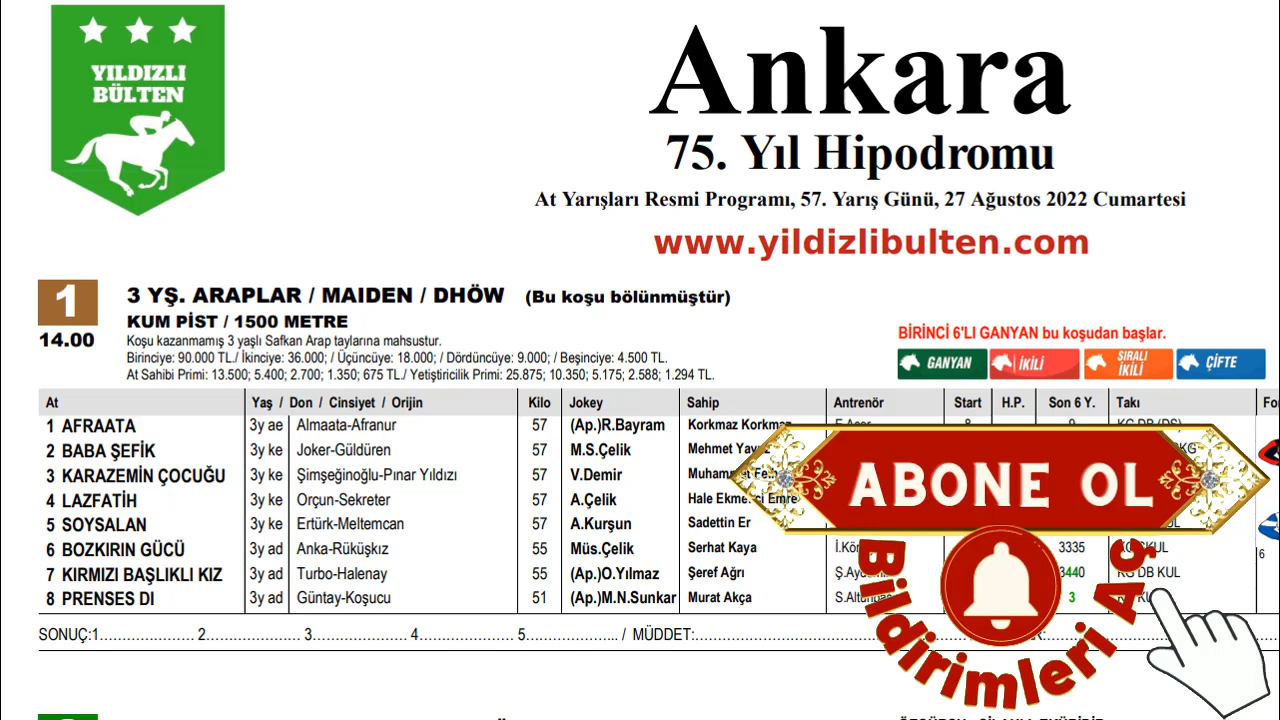 YILDIZLI
BÜLTEN
Ankara
75. Yıl Hipodromu
At Yarışları Resmi Programı, 57. Yarış Günü, 27 Ağustos 2022 Cumartesi
www.yildizlibulten.com
1
14.00
3 YŞ. ARAPLAR / MAIDEN / DHÖW (Bu koşu bölünmüştür)
KUM PİST / 1500 METRE
Koşu kazanmamış 3 yaşlı Safkan Arap taylarına mahsustur.
Birinciye: 90.000 TL./ İkinciye: 36.000; / Üçüncüye: 18.000; / Dördüncüye: 9.000; / Beşinciye: 4.500 TL.
At Sahibi Primi: 13.500; 5.400; 2.700; 1.350; 675 TL./ Yetiştiricilik Primi: 25.875; 10.350; 5.175; 2.588; 1.294 TL.
BİRİNCİ 6'LI GANYAN bu koşudan başlar.
GANYAN İKİLİ SIRALI İKİLİ ÇİFTE
At Yaş / Don / Cinsiyet / Orijin Kilo Jokey Sahip Antrenör Start H.P. Son 6 Y. Takı
1 AFRAATA 3y ae Almaata-Afranur 57 (Ap.)R.Bayram Korkmaz Korkmaz
2 BABA ŞEFİK 3y ke Joker-Güldüren 57 M.S.Çelik Mehmet
3 KARAZEMİN ÇOCUĞU 3y ke Şimşeğinoğlu-Pınar Yıldızı 57 V.Demir
4 LAZFATİH 3y ke Orçun-Sekreter 57 A.Çelik Hale
5 SOYSALAN 3y ke Ertürk-Meltemcan 57 A.Kurşun Sadettin Er
6 BOZKIRIN GÜCÜ 3y ad Anka-Rüküşkız 55 Müs.Çelik Serhat Kaya 3335 6
7 KIRMIZI BAŞLIKLI KIZ 3y ad Turbo-Halenay 55 (Ap.)O.Yılmaz Şeref Ağrı KG DB KUL
8 PRENSES DI 3y ad Güntay-Koşucu 51 (Ap.)M.N.Sunkar Murat Akça 3
SONUÇ:1 2 3 4 5 / MÜDDET:
ABONE OL
Bildirimleri Aç